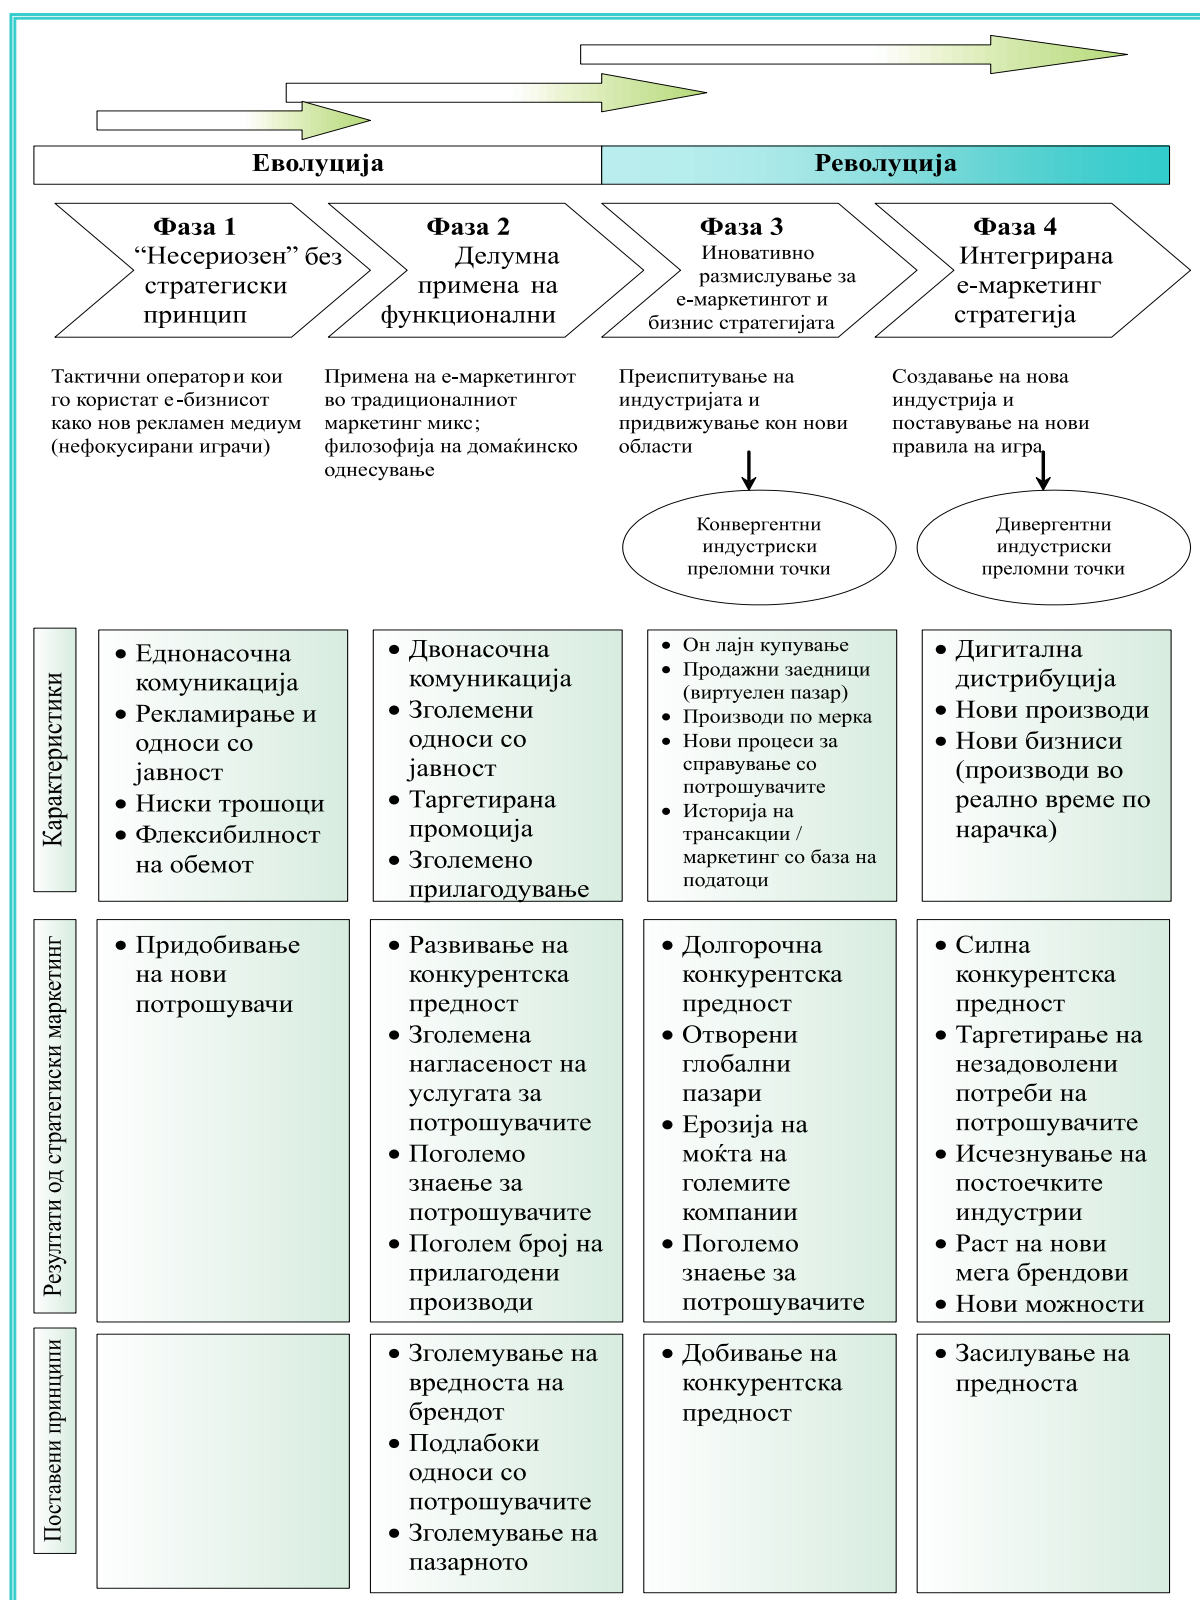 Еволуција
Револуција
Фаза 1
“Несериозен” без
стратегиски
принцип
Фаза 2
Делумна
примена на
функционални
Фаза 3
Иновативно
размислување за
е-маркетингот и
бизнис стратегијата
Фаза 4
Интегрирана
е-маркетинг
стратегија
Тактични оператори кои
го користат е-бизнисот
како нов рекламен медиум
(нефокусирани играчи)
Примена на е-маркетингот
во традиционалниот
маркетинг микс;
филозофија на домаќинско
однесување
Преиспитување на
индустријата и
придвижување кон нови
области
Создавање на нова
индустрија и
поставување на нови
правила на игра
Конвергентни
индустриски
преломни точки
Дивергентни
индустриски
преломни точки
Карактеристики
• Еднонасочна
комуникација
• Рекламирање и
односи со
јавност
• Ниски трошоци
• Флексибилност
на обемот
• Двонасочна
комуникација
• Зголемени
односи со
јавност
• Таргетирана
промоција
• Зголемено
прилагодување
• Он лајн купување
• Продажни заедници
(виртуелен пазар)
• Производи по мерка
• Нови процеси за
справување со
потрошувачите
• Историја на
трансакции /
маркетинг со база на
податоци
• Дигитална
дистрибуција
• Нови производи
• Нови бизниси
(производи во
реално време по
нарачка)
Резултати од стратегиски маркетинг
• Придобивање
на нови
потрошувачи
• Развивање на
конкурентска
предност
• Зголемена
нагласеност на
услугата за
потрошувачите
• Поголемо
знаење за
потрошувачите
• Поголем број на
прилагодени
производи
• Долгорочна
конкурентска
предност
• Отворени
глобални
пазари
• Ерозија на
моќта на
големите
компании
• Поголемо
знаење за
потрошувачите
• Силна
конкурентска
предност
• Таргетирање на
незадоволени
потреби на
потрошувачите
• Исчезнување на
постоечките
индустрии
• Раст на нови
мега брендови
• Нови можности
Поставени принципи
• Зголемување на
вредноста на
брендот
• Подлабоки
односи со
потрошувачите
• Зголемување на
пазарното
• Добивање на
конкурентска
предност
• Засилување на
предноста